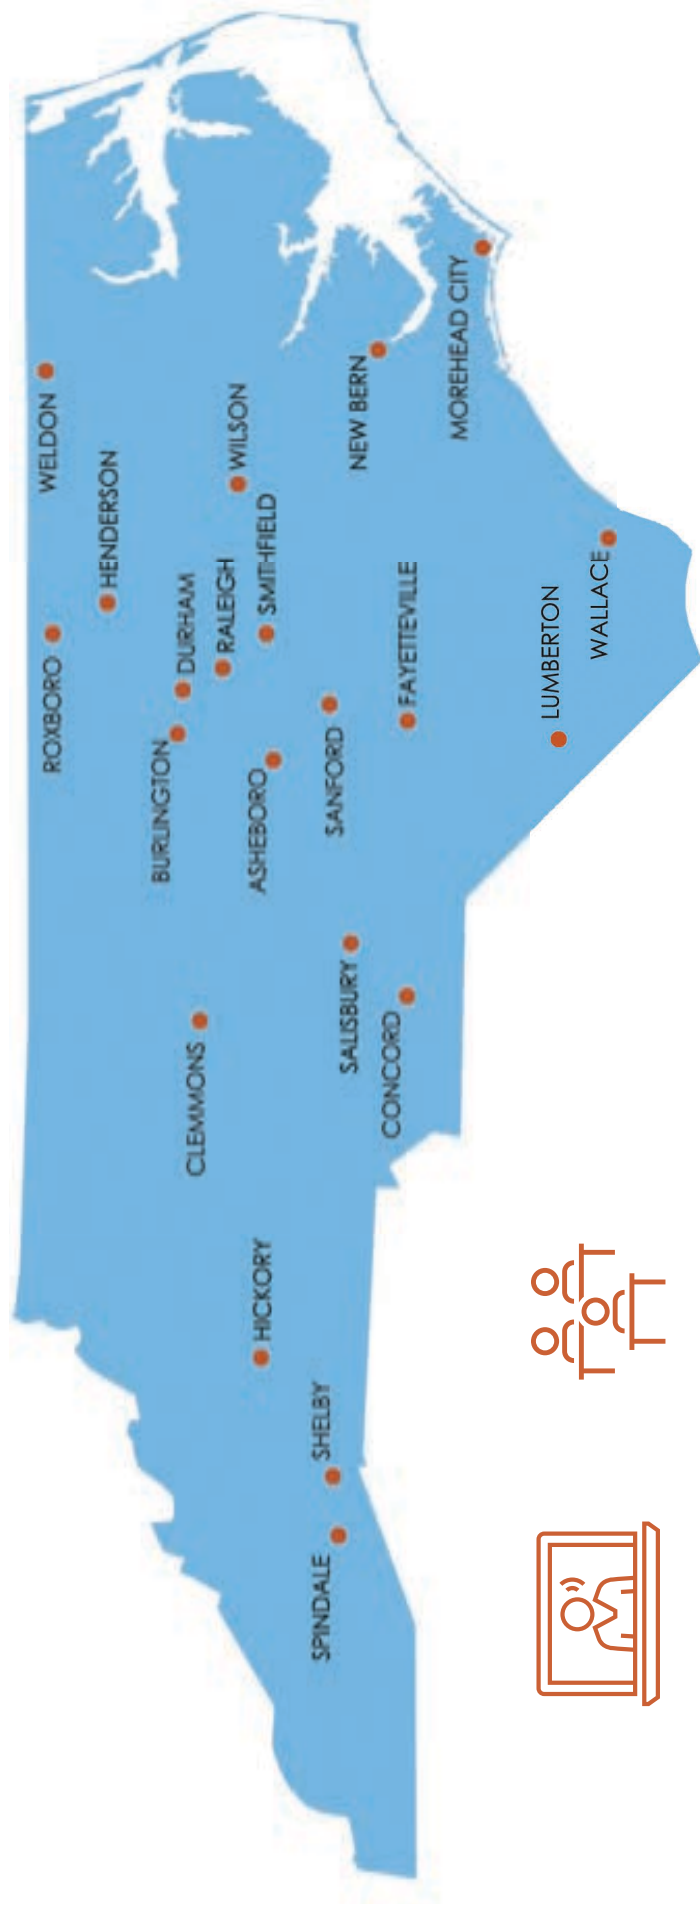 WELDON
ROXBORO
HENDERSON
DURHAM
BURLINGTON
RALEIGH
WILSON
SMITHFIELD
CLEMMONS
ASHEBORO
HICKORY
SANFORD
NEW BERN
SALISBURY
SHELBY
SPINDALE
FAYETTEVILLE
CONCORD
MOREHEAD CITY
LUMBERTON
WALLACE